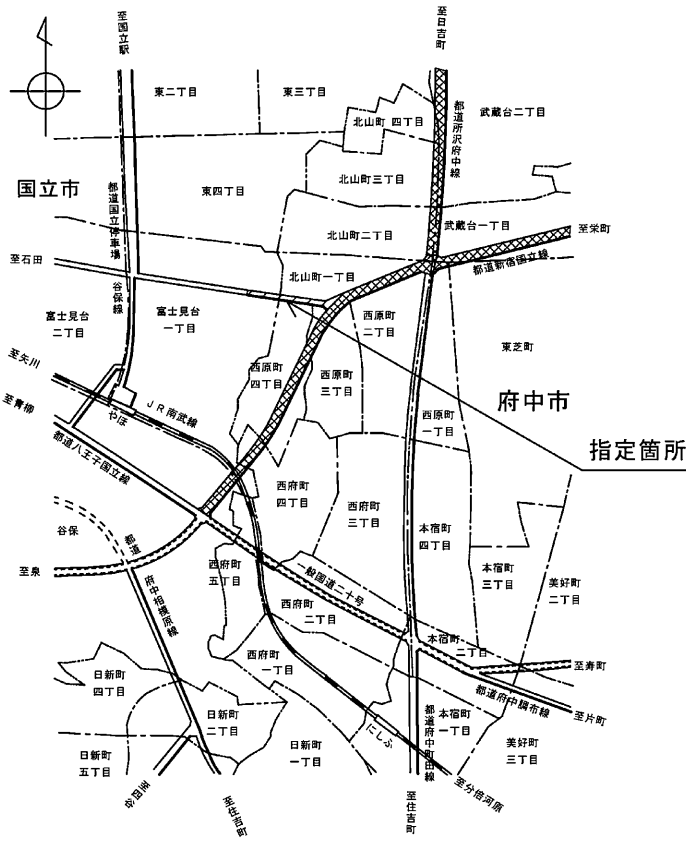 至国立駅
至日吉町
東二丁目
東三丁目
北山町 四丁目
都道所沢府中線
武蔵台二丁目
国立市
東四丁目
北山町三丁目
都道国立停車場
谷保線
北山町二丁目
武蔵台一丁目
至栄町
至石田
北山町一丁目
都道新宿国立線
富士見台
二丁目
富士見台
一丁目
西原町
二丁目
東芝町
至矢川
西原町
四丁目
西原町
三丁目
府中市
至青柳
やほ
JR南武線
西原町
一丁目
指定箇所
都道八王子国立線
西府町
四丁目
西府町
三丁目
本宿町
四丁目
谷保
都道
府中相模原線
至泉
西府町
五丁目
一般国道二十号
本宿町
三丁目
美好町
二丁目
西府町
二丁目
本宿町
二丁目
西府町
一丁目
至寿町
日新町
四丁目
都道府中調布線
至片町
日新町
二丁目
にしふ
都道府中町田線
本宿町
一丁目
日新町
五丁目
日新町
一丁目
美好町
三丁目
至四谷
至住吉町
至住吉町
至分倍河原